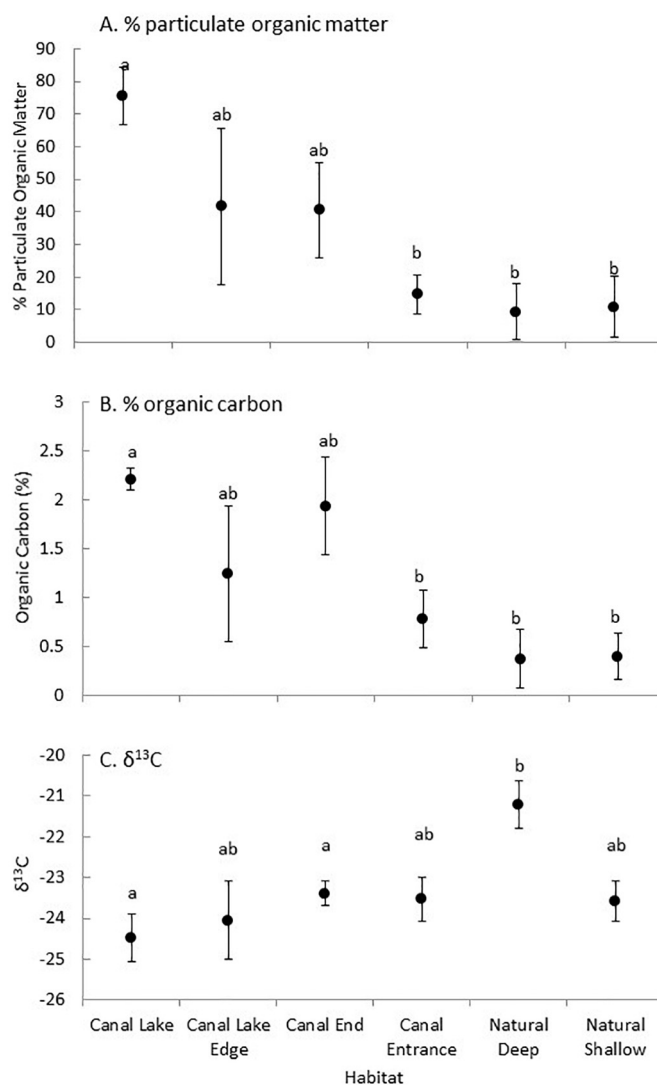 A. % particulate organic matter
% Particulate Organic Matter
90
80
70
60
50
40
30
20
10
0
a
ab
ab
b
b
b
B. % organic carbon
Organic Carbon (%)
3
2.5
2
1.5
1
0.5
0
a
ab
ab
b
b
b
C. δ¹³C
δ¹³C
-20
-21
-22
-23
-24
-25
-26
a
ab
a
ab
b
ab
Canal Lake
Canal Lake
Edge
Canal End
Canal
Entrance
Natural
Deep
Natural
Shallow
Habitat